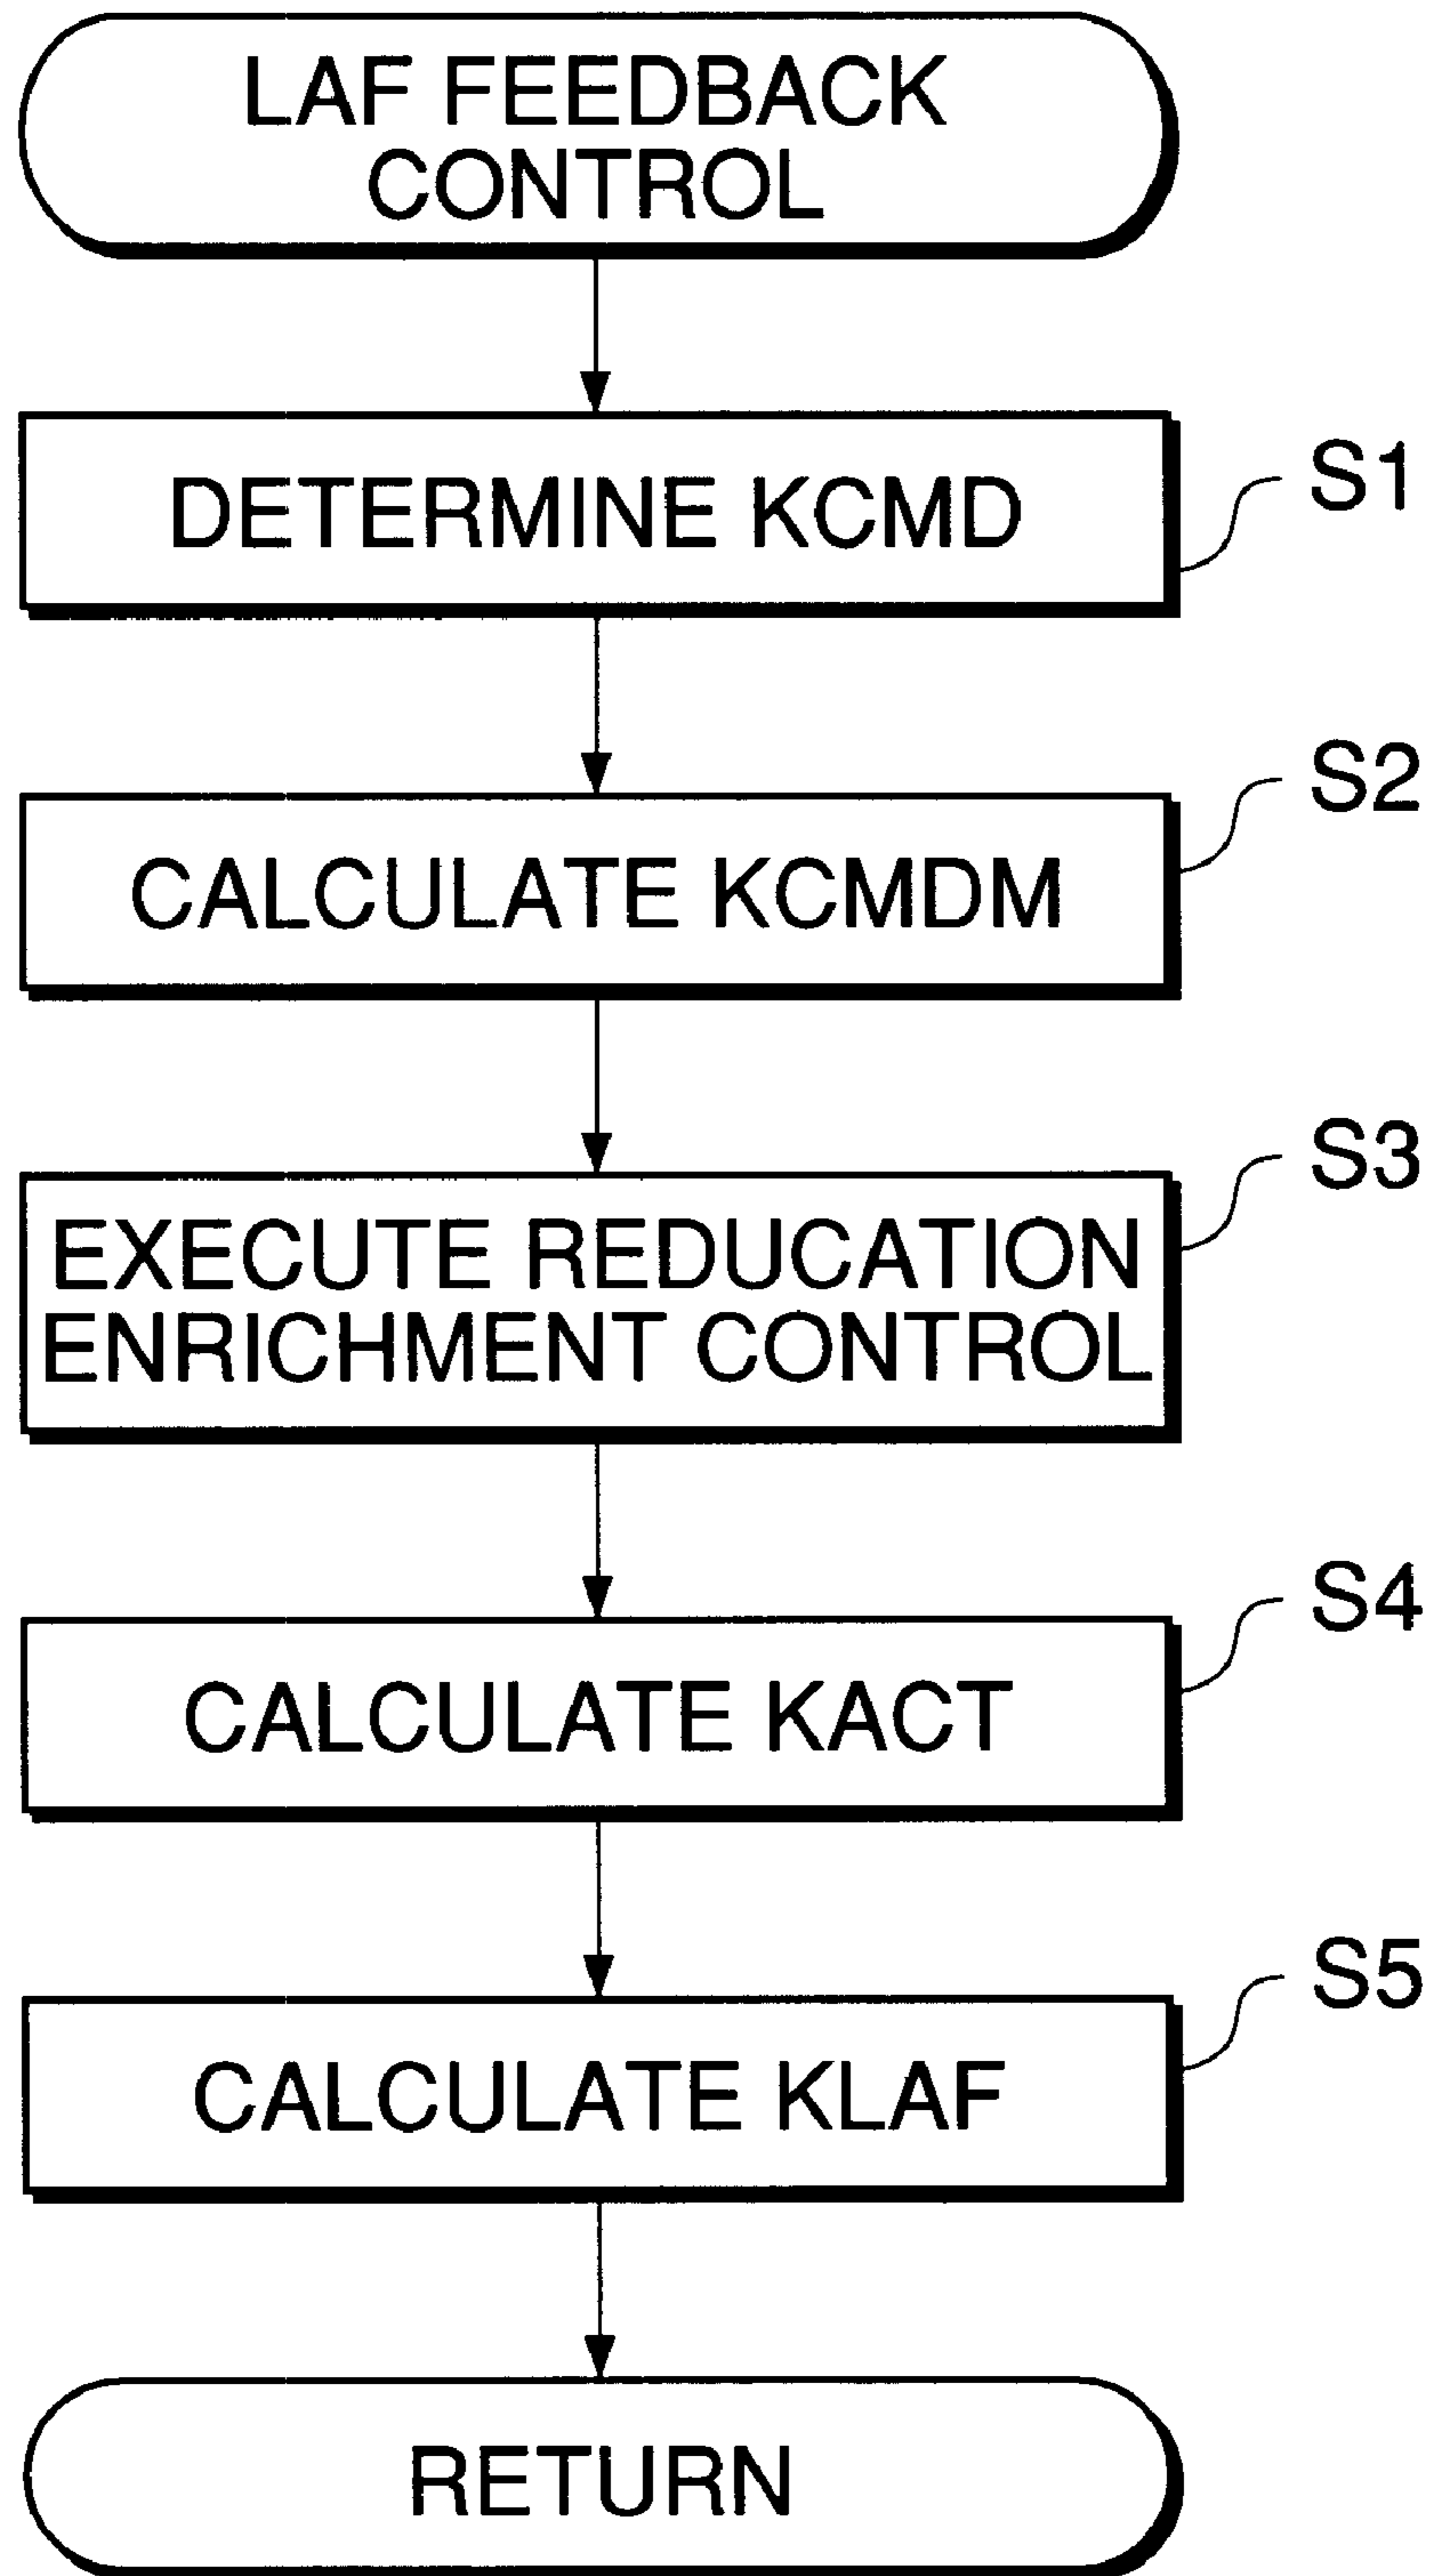 LAF FEEDBACK
CONTROL
DETERMINE KCMD
S1
CALCULATE KCMDM
S2
EXECUTE REDUCATION
ENRICHMENT CONTROL
S3
CALCULATE KACT
S4
CALCULATE KLAF
S5
RETURN